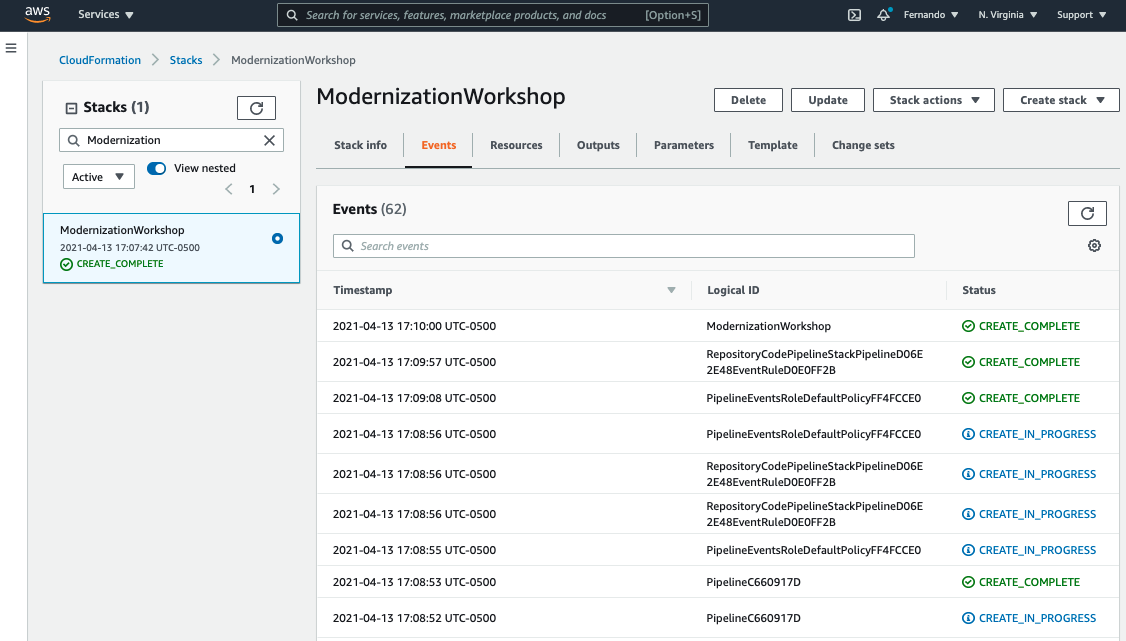 aws
Services
Search for services, features, marketplace products, and docs
[Option+S]
Fernando
N. Virginia
Support
CloudFormation
Stacks
ModernizationWorkshop
Stacks (1)
Modernization
Active
View nested
1
ModernizationWorkshop
2021-04-13 17:07:42 UTC-0500
CREATE_COMPLETE
ModernizationWorkshop
Delete
Update
Stack actions
Create stack
Stack info
Events
Resources
Outputs
Parameters
Template
Change sets
Events (62)
Search events
Timestamp
Logical ID
Status
2021-04-13 17:10:00 UTC-0500
ModernizationWorkshop
CREATE_COMPLETE
2021-04-13 17:09:57 UTC-0500
RepositoryCodePipelineStackPipelineD06E
2E48EventRuleD0E0FF2B
CREATE_COMPLETE
2021-04-13 17:09:08 UTC-0500
PipelineEventsRoleDefaultPolicyFF4FCCE0
CREATE_COMPLETE
2021-04-13 17:08:56 UTC-0500
PipelineEventsRoleDefaultPolicyFF4FCCE0
CREATE_IN_PROGRESS
2021-04-13 17:08:56 UTC-0500
RepositoryCodePipelineStackPipelineD06E
2E48EventRuleD0E0FF2B
CREATE_IN_PROGRESS
2021-04-13 17:08:56 UTC-0500
RepositoryCodePipelineStackPipelineD06E
2E48EventRuleD0E0FF2B
CREATE_IN_PROGRESS
2021-04-13 17:08:55 UTC-0500
PipelineEventsRoleDefaultPolicyFF4FCCE0
CREATE_IN_PROGRESS
2021-04-13 17:08:53 UTC-0500
PipelineC660917D
CREATE_COMPLETE
2021-04-13 17:08:52 UTC-0500
PipelineC660917D
CREATE_IN_PROGRESS